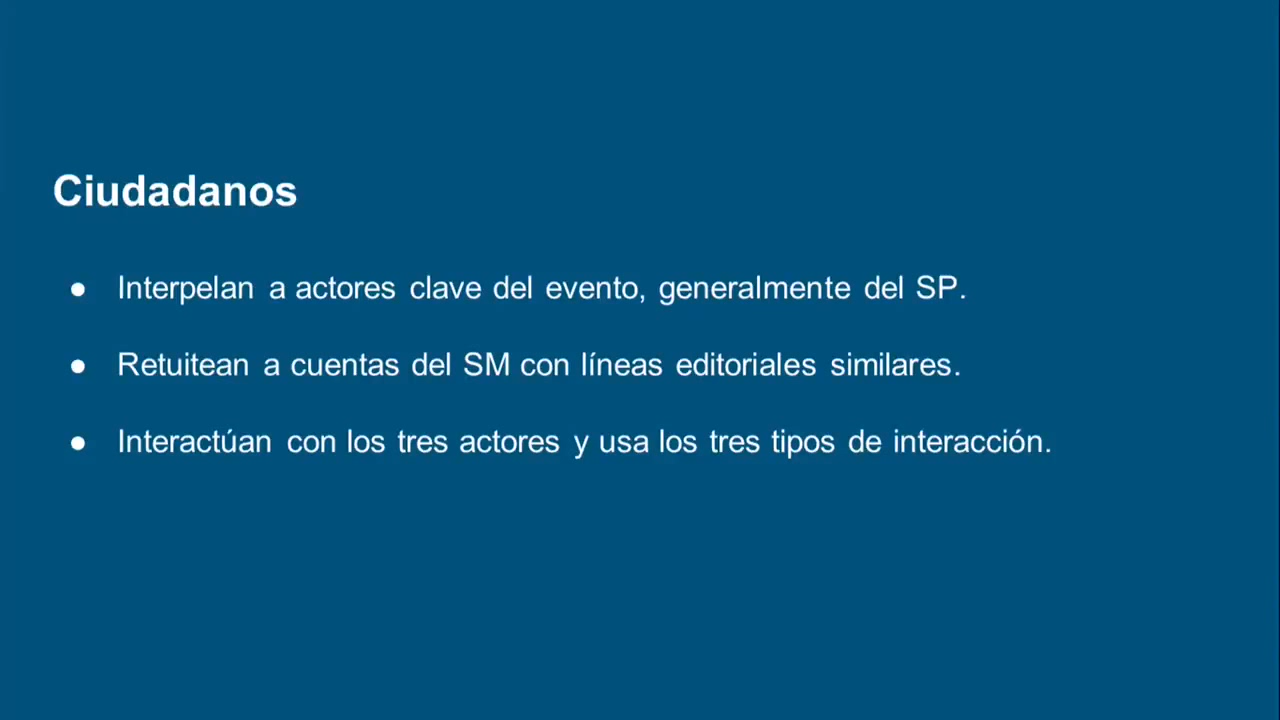 Ciudadanos
● Interpelan a actores clave del evento, generalmente del SP.
● Retuitean a cuentas del SM con líneas editoriales similares.
● Interactúan con los tres actores y usa los tres tipos de interacción.